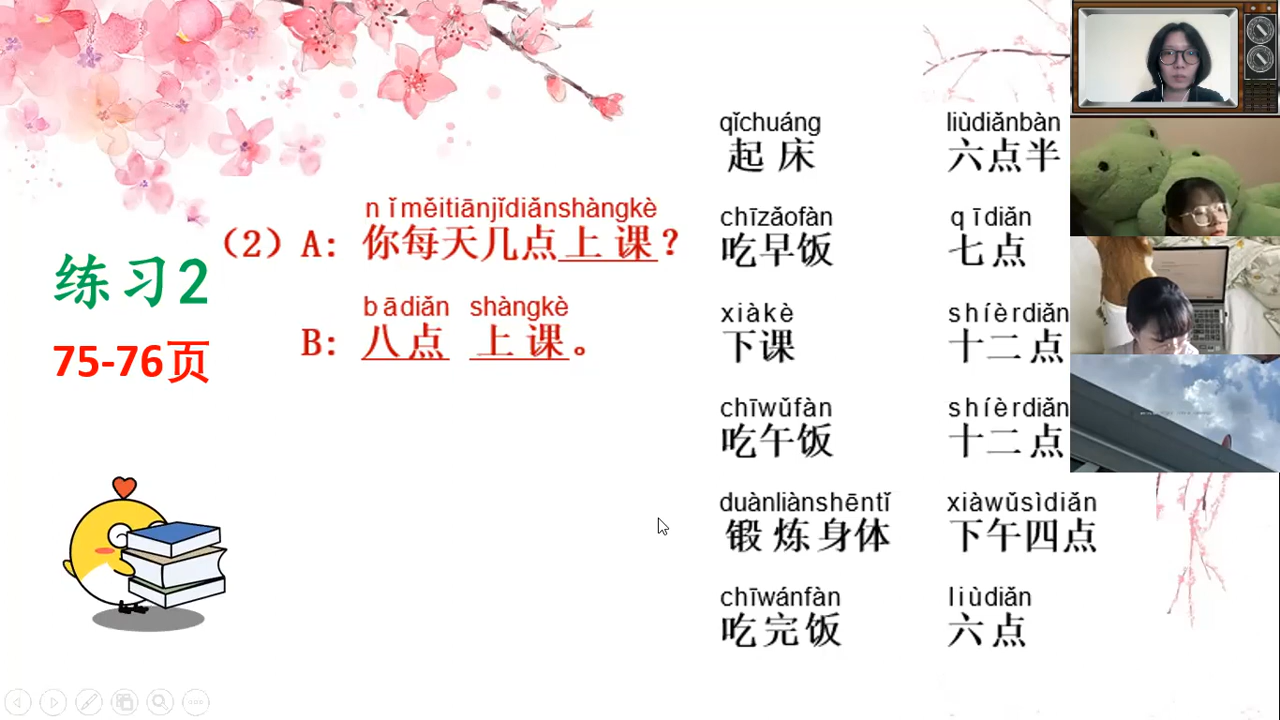 练习2
75-76页
nǐměitiānjǐdiǎnshàngkè
（2）A: 你每天几点上课？
bādiǎn shàngkè
B: 八点 上课。
qǐchuáng liùdiǎnbàn
起床 六点半
chīzǎofàn qīdiǎn
吃早饭 七点
xiàkè shíèrdiǎn
下课 十二点
chīwǔfàn shíèrdiǎn
吃午饭 十二点
duànliànshēntǐ xiàwǔsìdiǎn
锻炼身体 下午四点
chīwánfàn liùdiǎn
吃完饭 六点